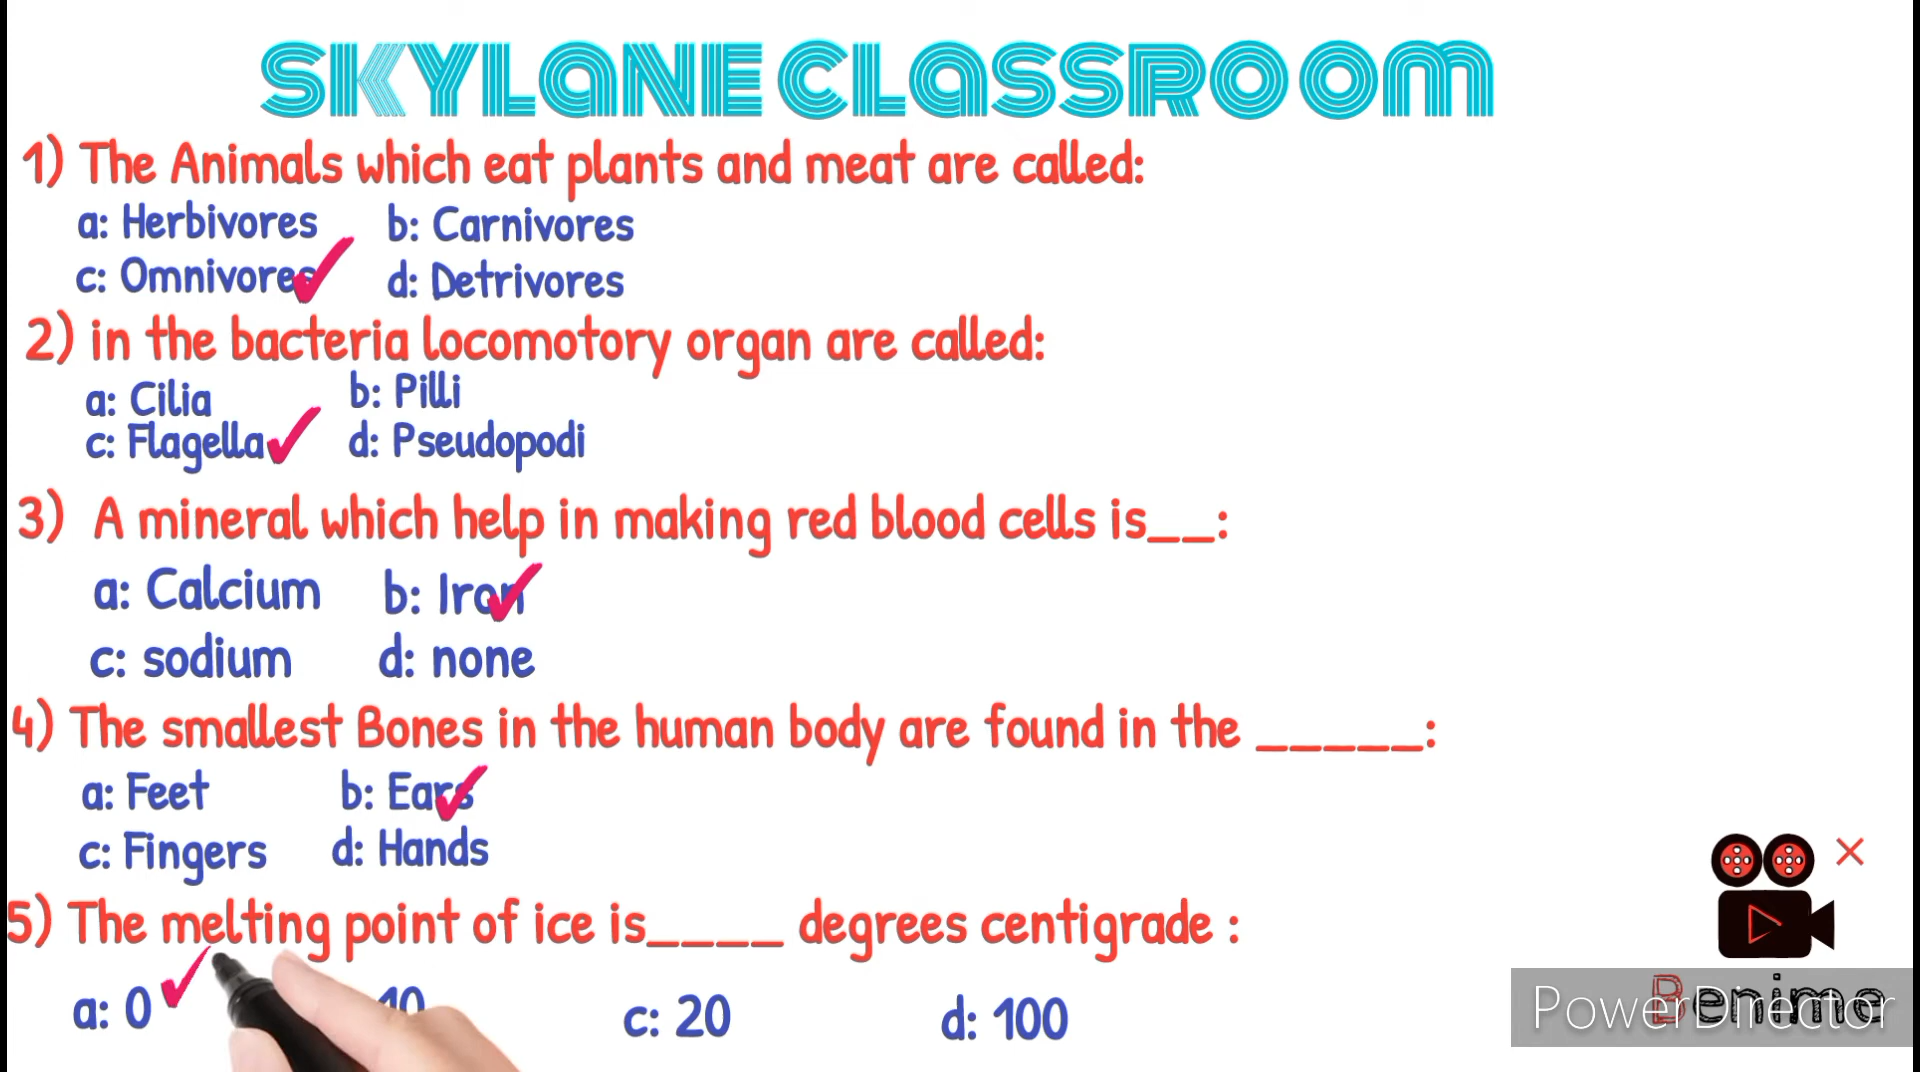 SKYLANE CLASSROOM
1) The Animals which eat plants and meat are called:
a: Herbivores b: Carnivores
c: Omnivores d: Detrivores
2) in the bacteria locomotory organ are called:
a: Cilia b: Pilli
c: Flagella d: Pseudopodi
3) A mineral which help in making red blood cells is__:
a: Calcium b: Iron
c: sodium d: none
4) The smallest Bones in the human body are found in the _____:
a: Feet b: Ears
c: Fingers d: Hands
5) The melting point of ice is____ degrees centigrade :
a: 0 10 c: 20 d: 100
Benime
PowerDirector